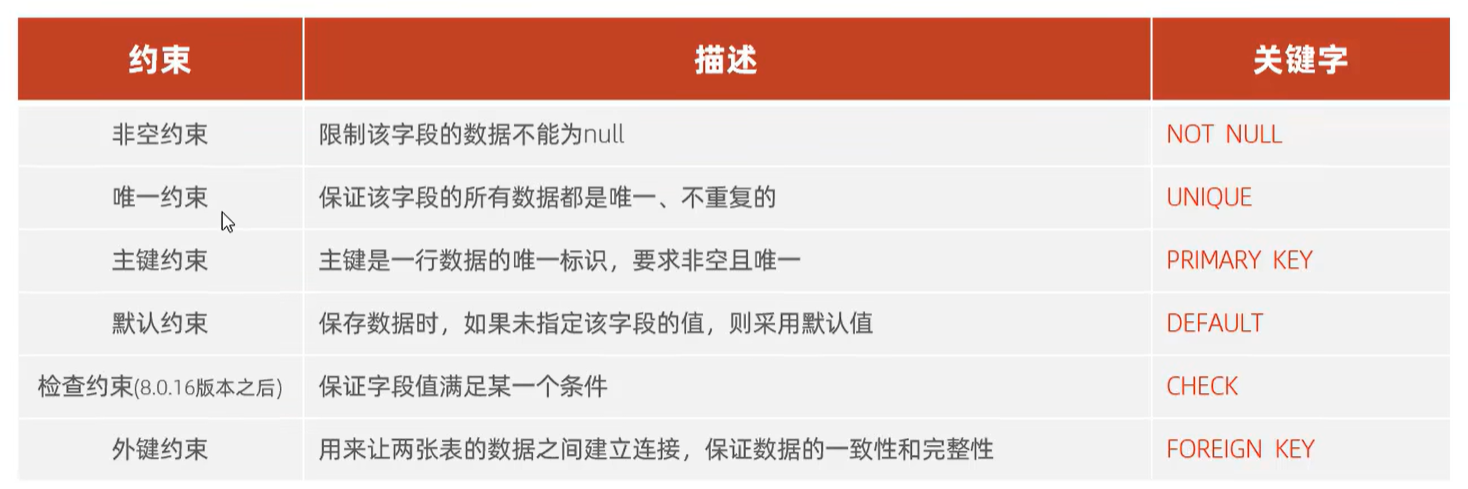 约束 描述 关键字
非空约束 限制该字段的数据不能为null NOT NULL
唯一约束 保证该字段的所有数据都是唯一、不重复的 UNIQUE
主键约束 主键是一行数据的唯一标识，要求非空且唯一 PRIMARY KEY
默认约束 保存数据时，如果未指定该字段的值，则采用默认值 DEFAULT
检查约束(8.0.16版本之后) 保证字段值满足某一个条件 CHECK
外键约束 用来让两张表的数据之间建立连接，保证数据的一致性和完整性 FOREIGN KEY